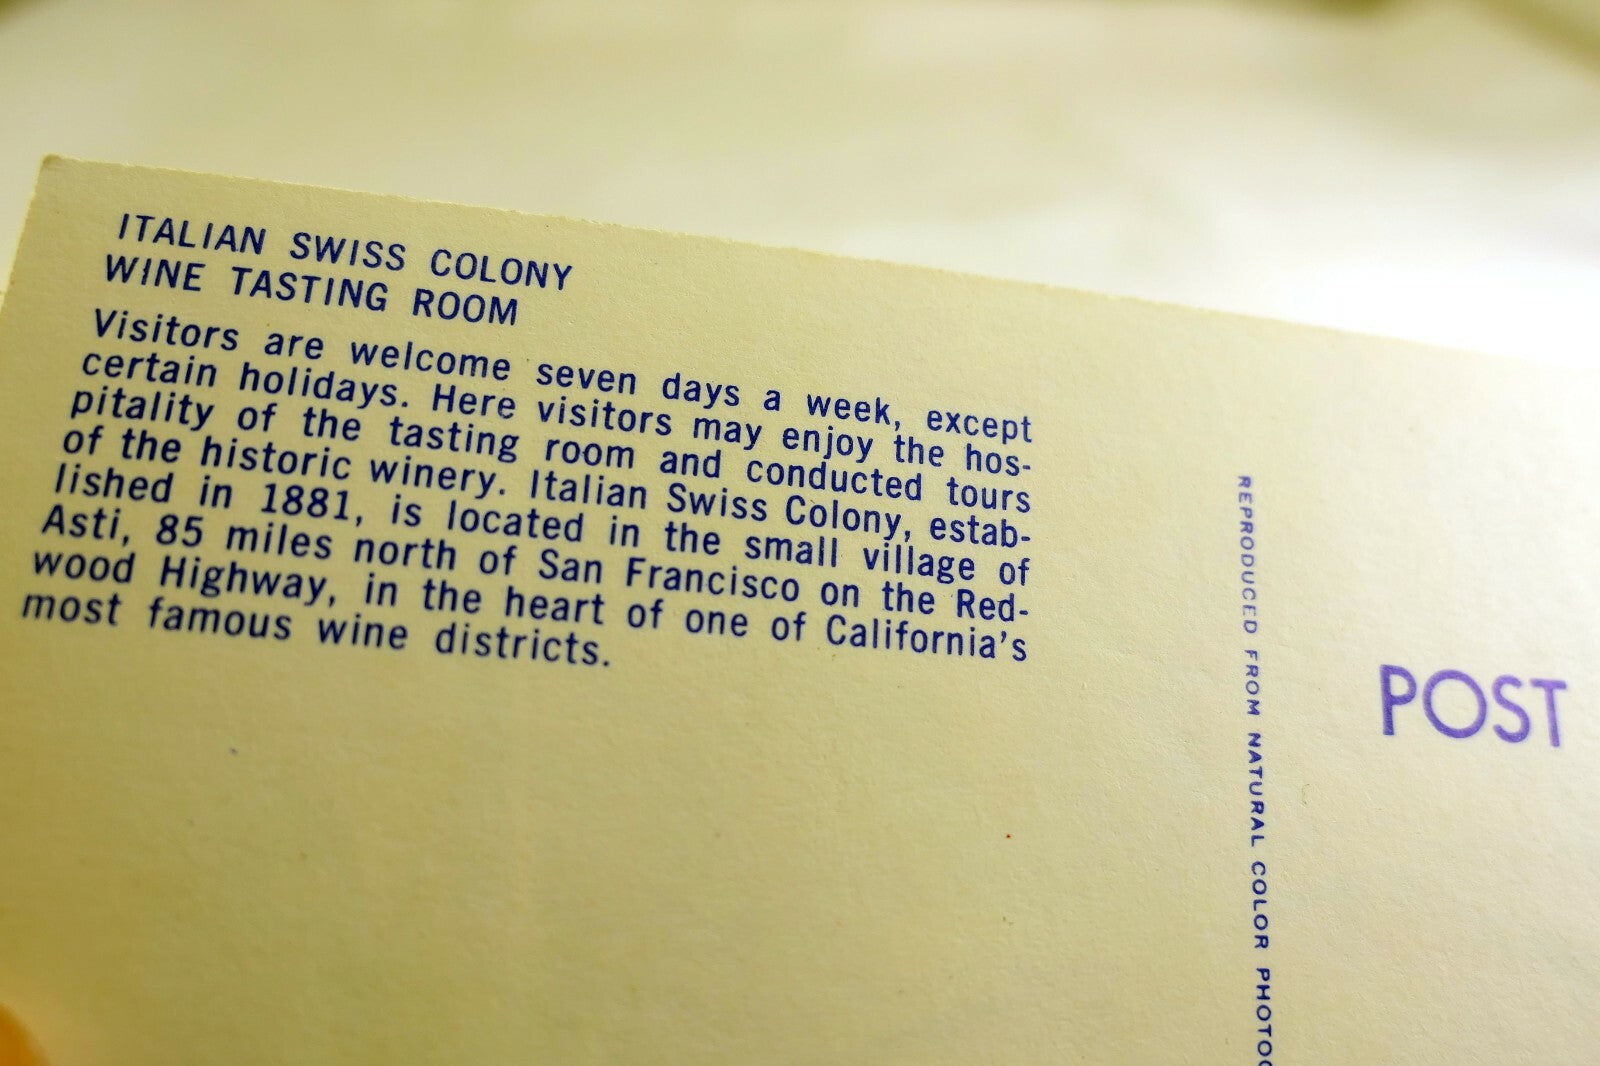 ITALIAN SWISS COLONY
WINE TASTING ROOM
Visitors are welcome seven days a week, except
certain holidays. Here visitors may enjoy the hos-
pitality of the tasting room and conducted tours
of the historic winery. Italian Swiss Colony, estab-
lished in 1881, is located in the small village of
Asti, 85 miles north of San Francisco on the Red-
wood Highway, in the heart of one of California's
most famous wine districts.
REPRODUCED FROM NATURAL COLOR PHOTO
POST